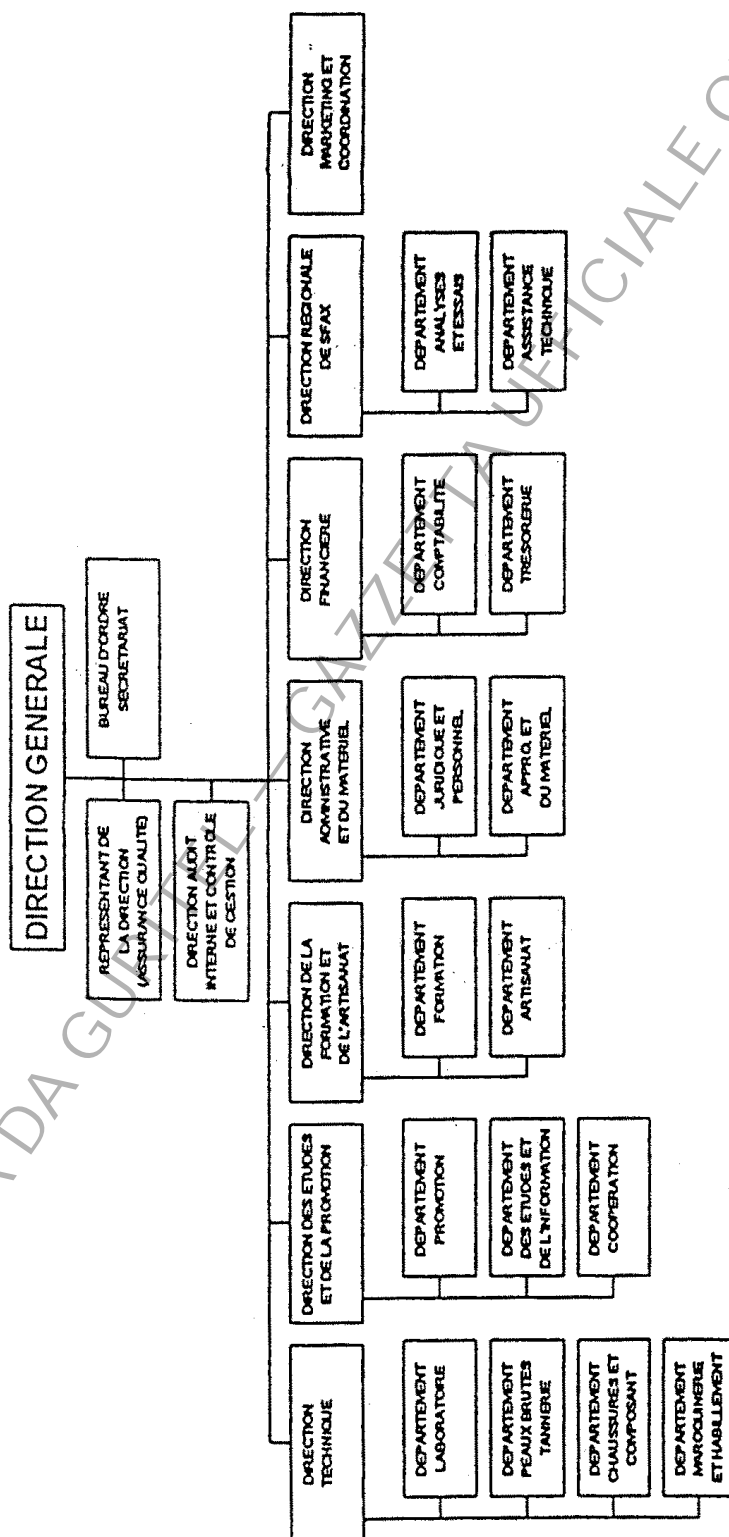 DIRECTION GENERALE
REPRESENTANT DE
LA DIRECTION
(ASSURANCE QUALITE)
BUREAU D'ORDRE
SECRETARIAT
DIRECTION AUDIT
INTERNE ET CONTROLE
DE GESTION
DIRECTION
TECHNIQUE
DEPARTEMENT
LABORATOIRE
DEPARTEMENT
PEAUX BRUTES
TANNERIE
DEPARTEMENT
CHAUSSURES ET
COMPOSANT
DEPARTEMENT
MAROQUINERIE
ET HABILLEMENT
DIRECTION DES ETUDES
ET DE LA PROMOTION
DEPARTEMENT
PROMOTION
DEPARTEMENT
DES ETUDES ET
DE L'INFORMATION
DEPARTEMENT
COOPERATION
DIRECTION DE LA
FORMATION ET
DE L'ARTISANAT
DEPARTEMENT
FORMATION
DEPARTEMENT
ARTISANAT
DIRECTION
ADMINISTRATIVE
ET DU MATERIEL
DEPARTEMENT
JURIDIQUE ET
PERSONNEL
DEPARTEMENT
APPRO. ET
DU MATERIEL
DIRECTION
FINANCIERE
DEPARTEMENT
COMPTABILITE
DEPARTEMENT
TRESORERIE
DIRECTION REGIONALE
DE SFAX
DEPARTEMENT
ANALYSES
ET ESSAIS
DEPARTEMENT
ASSISTANCE
TECHNIQUE
DIRECTION
MARKETING ET
COORDINATION
DA GURITEL — GAZZETTA UFFICIALE